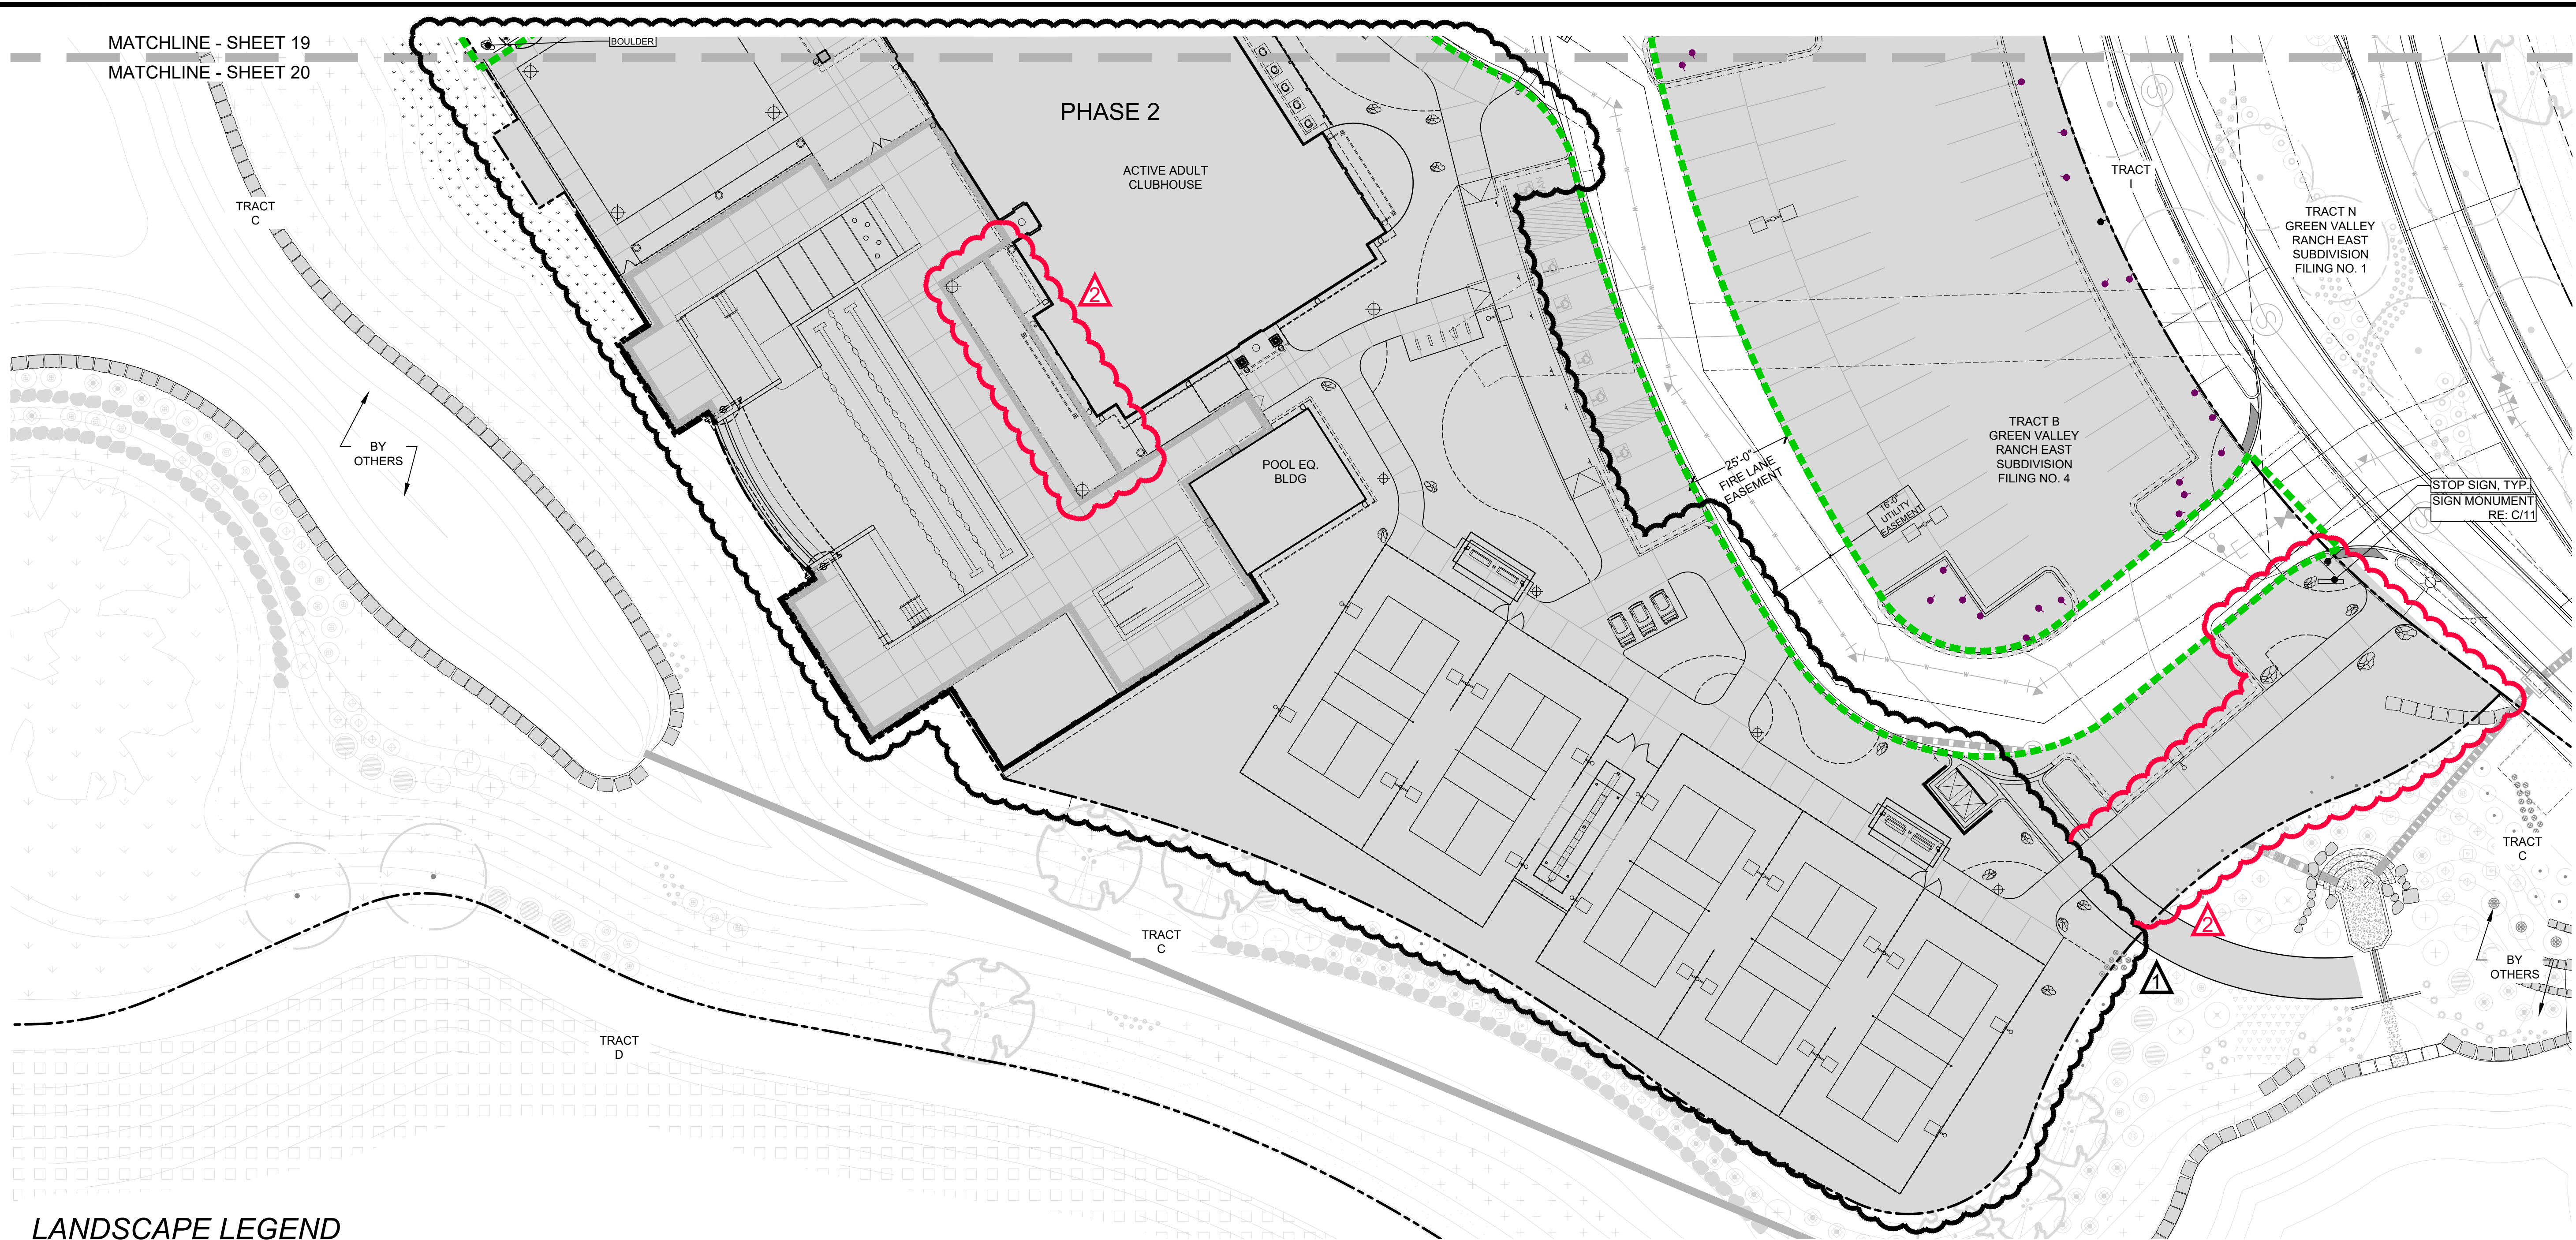 MATCHLINE - SHEET 19
MATCHLINE - SHEET 20
BOULDER
PHASE 2
ACTIVE ADULT
CLUBHOUSE
TRACT
C
TRACT
I
TRACT N
GREEN VALLEY
RANCH EAST
SUBDIVISION
FILING NO. 1
2
BY
OTHERS
POOL EQ.
BLDG
25'-0"
FIRE LANE
EASEMENT
TRACT B
GREEN VALLEY
RANCH EAST
SUBDIVISION
FILING NO. 4
16'-0"
UTILITY
EASEMENT
STOP SIGN, TYP.
SIGN MONUMENT
RE: C/11
TRACT
C
2
TRACT
C
1
BY
OTHERS
TRACT
D
LANDSCAPE LEGEND